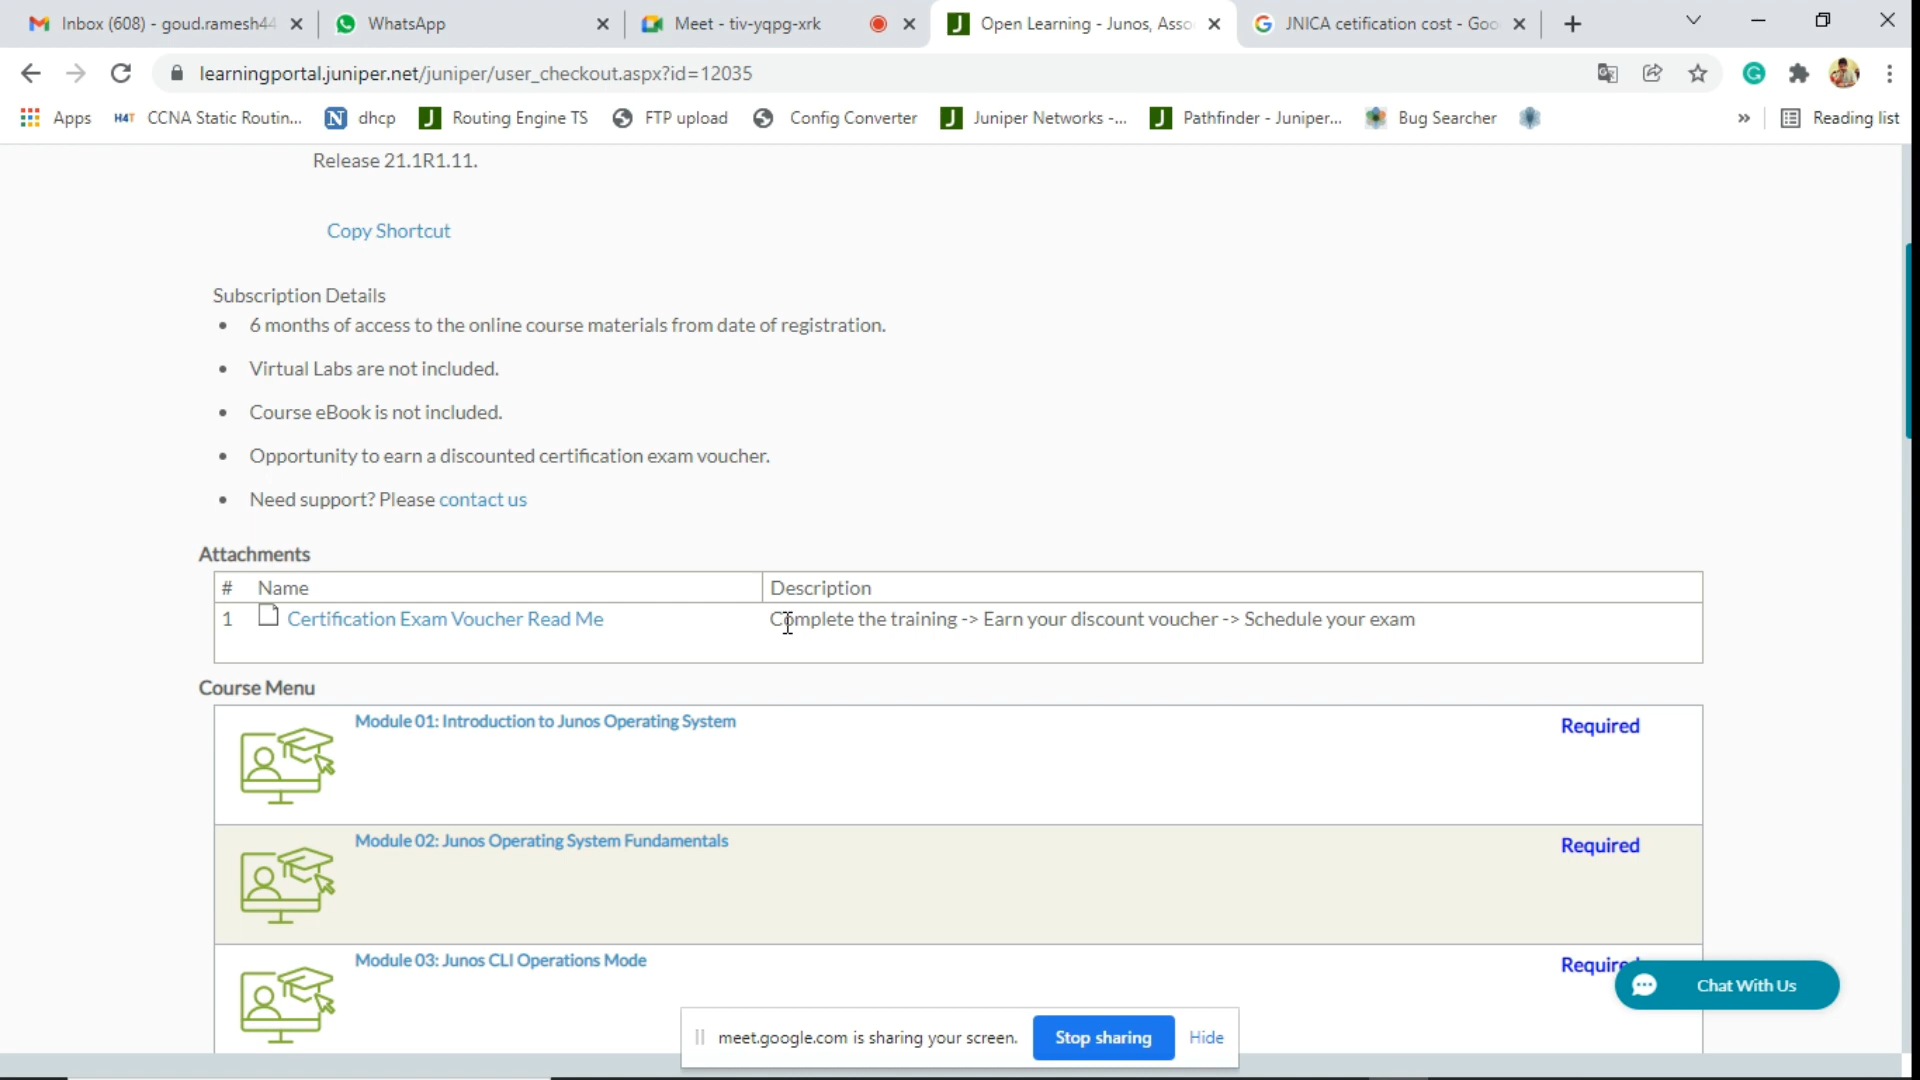 Inbox (608) - goud.ramesh44
WhatsApp
Meet - tiv-yqpg-xrk
Open Learning - Junos, Asso
JNICA cetification cost - Goo
learningportal.juniper.net/juniper/user_checkout.aspx?id=12035
Apps
H4T CCNA Static Routin...
dhcp
Routing Engine TS
FTP upload
Config Converter
Juniper Networks -...
Pathfinder - Juniper...
Bug Searcher
»
Reading list
Release 21.1R1.11.
Copy Shortcut
Subscription Details
• 6 months of access to the online course materials from date of registration.
• Virtual Labs are not included.
• Course eBook is not included.
• Opportunity to earn a discounted certification exam voucher.
• Need support? Please contact us
Attachments
# Name Description
1 Certification Exam Voucher Read Me Complete the training -> Earn your discount voucher -> Schedule your exam
Course Menu
Module 01: Introduction to Junos Operating System Required
Module 02: Junos Operating System Fundamentals Required
Module 03: Junos CLI Operations Mode Require
Chat With Us
meet.google.com is sharing your screen. Stop sharing Hide